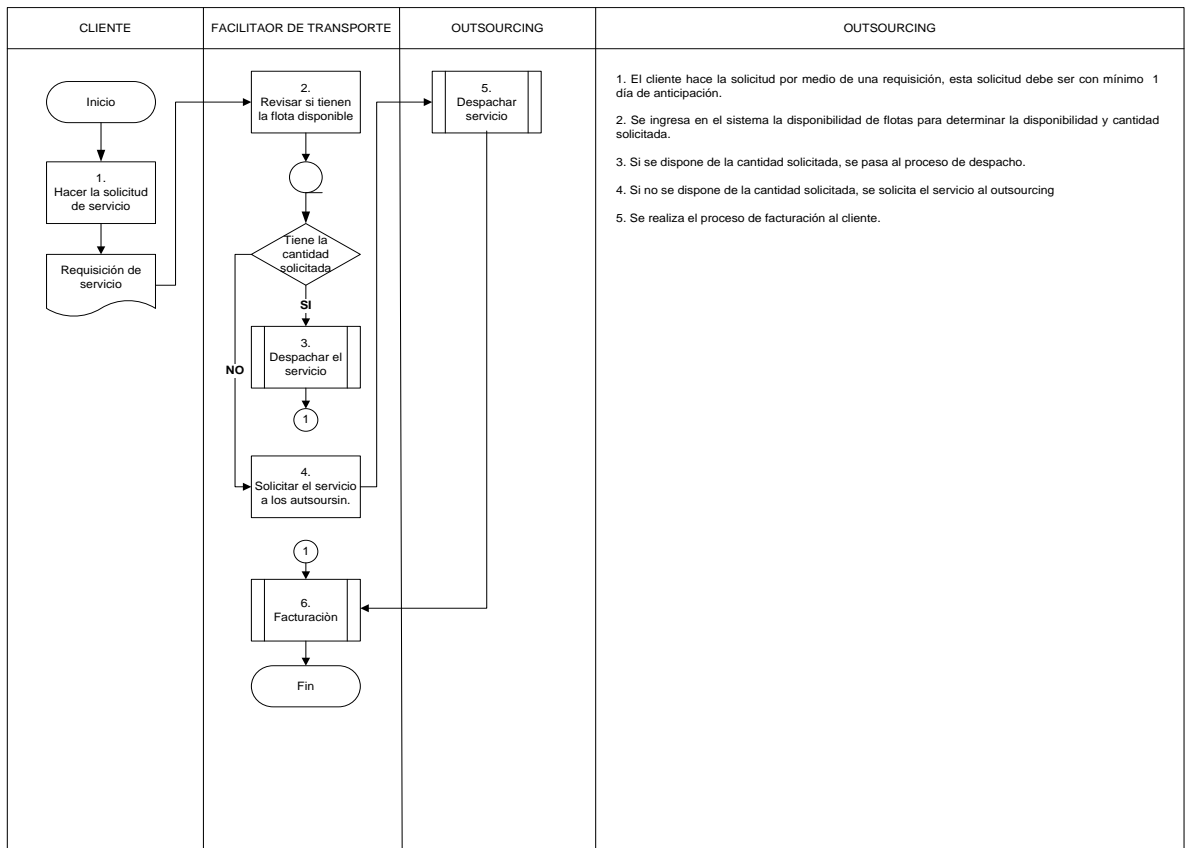 CLIENTE
FACILITAOR DE TRANSPORTE
OUTSOURCING
OUTSOURCING
Inicio
1.
Hacer la solicitud
de servicio
Requisición de
servicio
2.
Revisar si tienen
la flota disponible
Tiene la
cantidad
solicitada
SI
NO
3.
Despachar el
servicio
1
4.
Solicitar el servicio
a los autsoursin.
1
6.
Facturaciòn
Fin
5.
Despachar
servicio
1. El cliente hace la solicitud por medio de una requisición, esta solicitud debe ser con mínimo 1
día de anticipación.
2. Se ingresa en el sistema la disponibilidad de flotas para determinar la disponibilidad y cantidad
solicitada.
3. Si se dispone de la cantidad solicitada, se pasa al proceso de despacho.
4. Si no se dispone de la cantidad solicitada, se solicita el servicio al outsourcing
5. Se realiza el proceso de facturación al cliente.